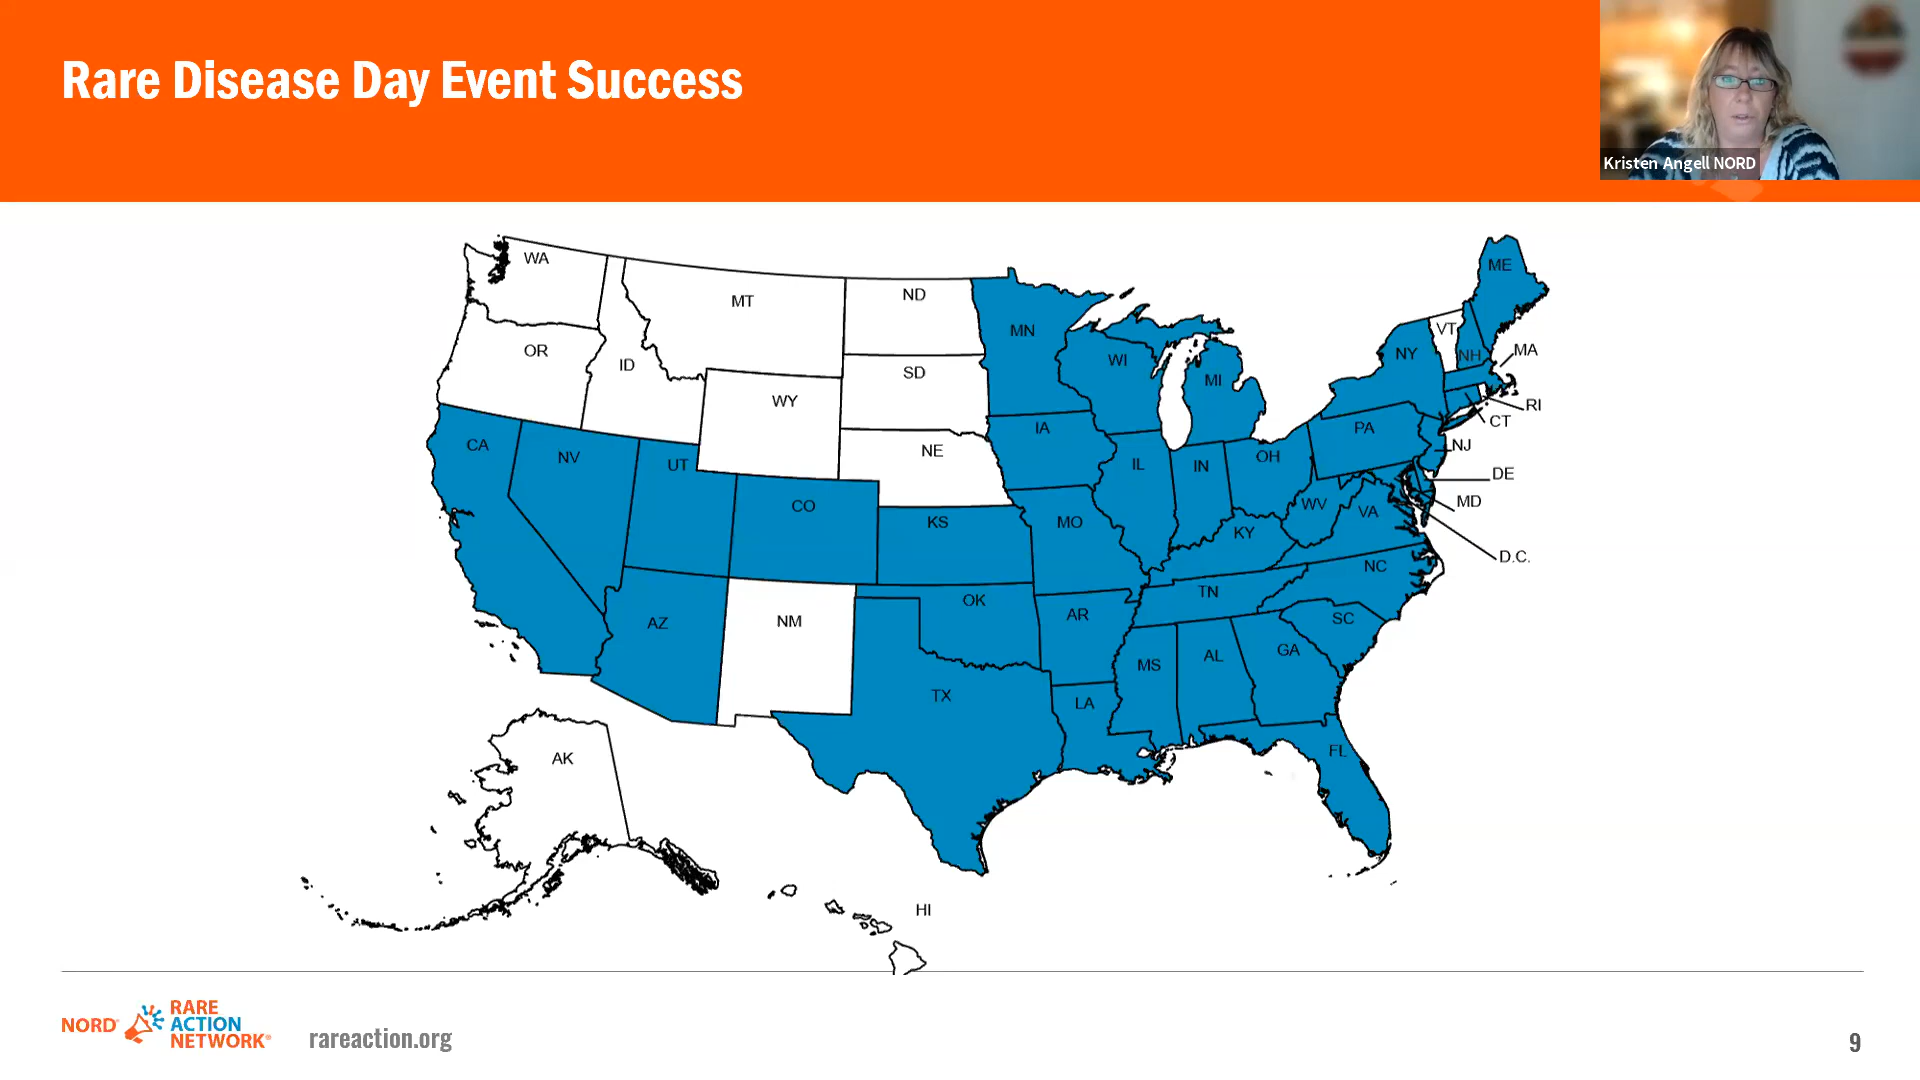 Rare Disease Day Event Success
Kristen Angell NORD
WA
MT
ND
MN
ME
OR
ID
WY
SD
WI
MI
NY
VT
NH
MA
RI
CT
CA
NV
UT
CO
NE
KS
IA
MO
IL
IN
OH
PA
NJ
DE
MD
D.C.
WV
VA
KY
NC
TN
SC
AZ
NM
OK
AR
TX
LA
MS
AL
GA
FL
AK
HI
NORD®
RARE
ACTION
NETWORK®
rareaction.org
9